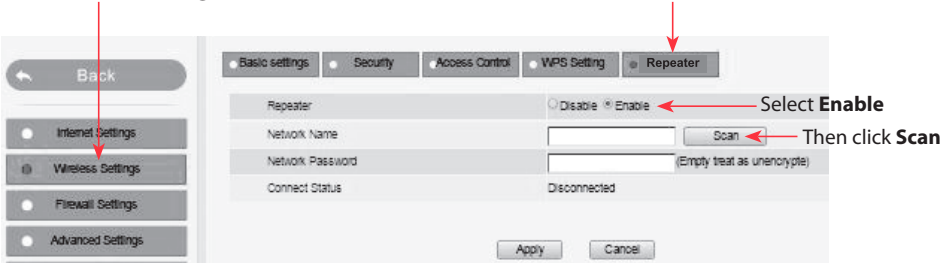 Back
Basic settings Security Access Control WPS Setting Repeater
Repeater Disable Enable Select Enable
Internet Settings
Network Name Scan Then click Scan
Wireless Settings
Network Password (Empty treat as unencrypte)
Connect Status Disconnected
Firewall Settings
Advanced Settings
Apply Cancel